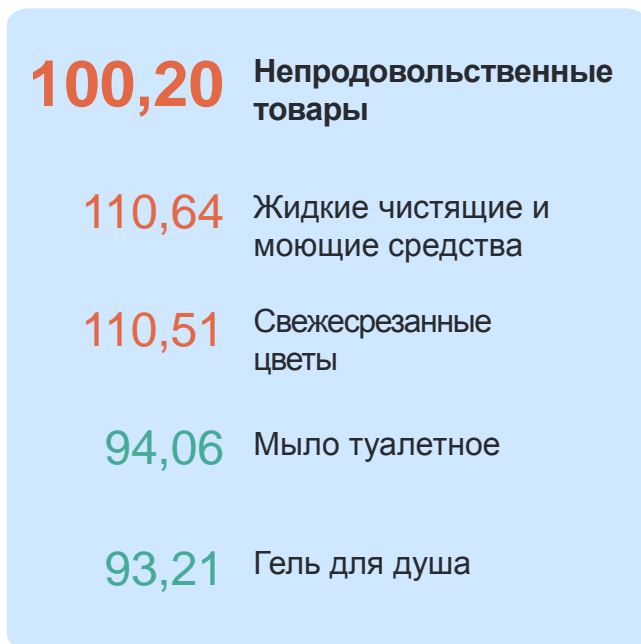 100,20 Непродовольственные
товары
110,64 Жидкие чистящие и
моющие средства
110,51 Свежесрезанные
цветы
94,06 Мыло туалетное
93,21 Гель для душа